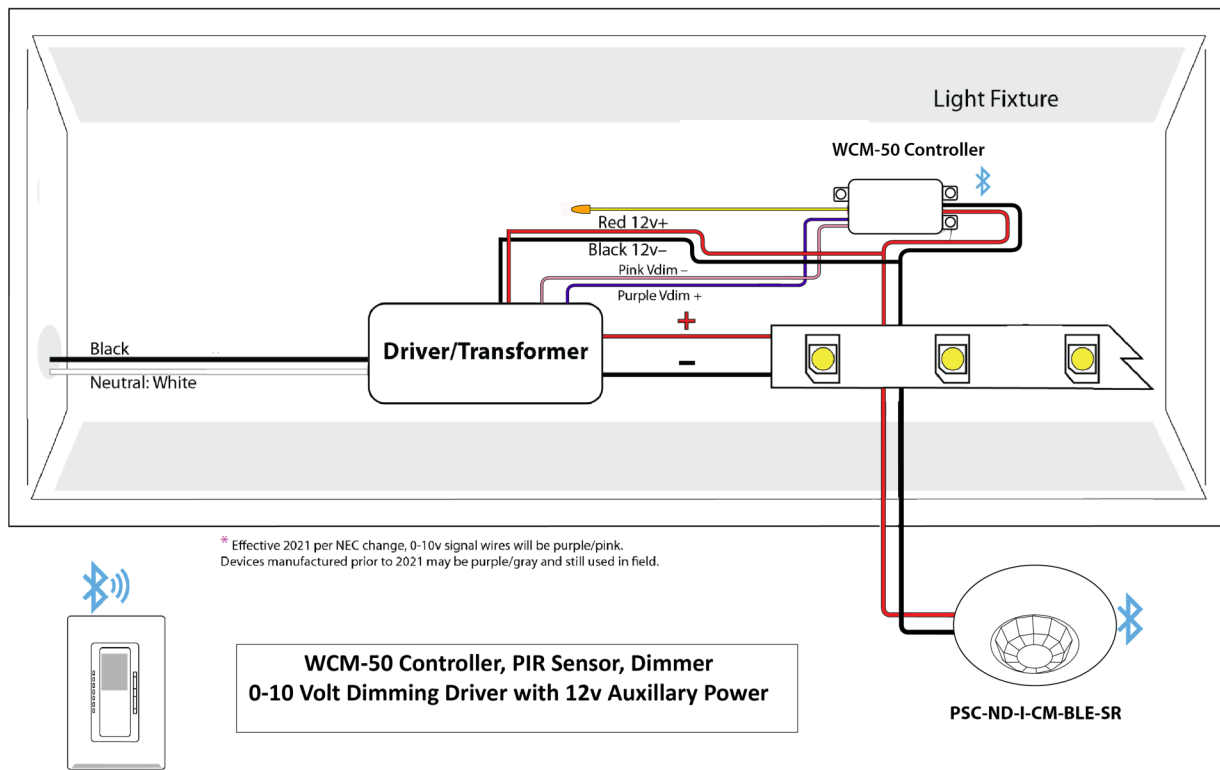 Light Fixture
WCM-50 Controller
Red 12v+
Black 12v–
Pink Vdim –
Purple Vdim +
+
–
Driver/Transformer
Black
Neutral: White
* Effective 2021 per NEC change, 0-10v signal wires will be purple/pink.
Devices manufactured prior to 2021 may be purple/gray and still used in field.
WCM-50 Controller, PIR Sensor, Dimmer
0-10 Volt Dimming Driver with 12v Auxillary Power
PSC-ND-I-CM-BLE-SR